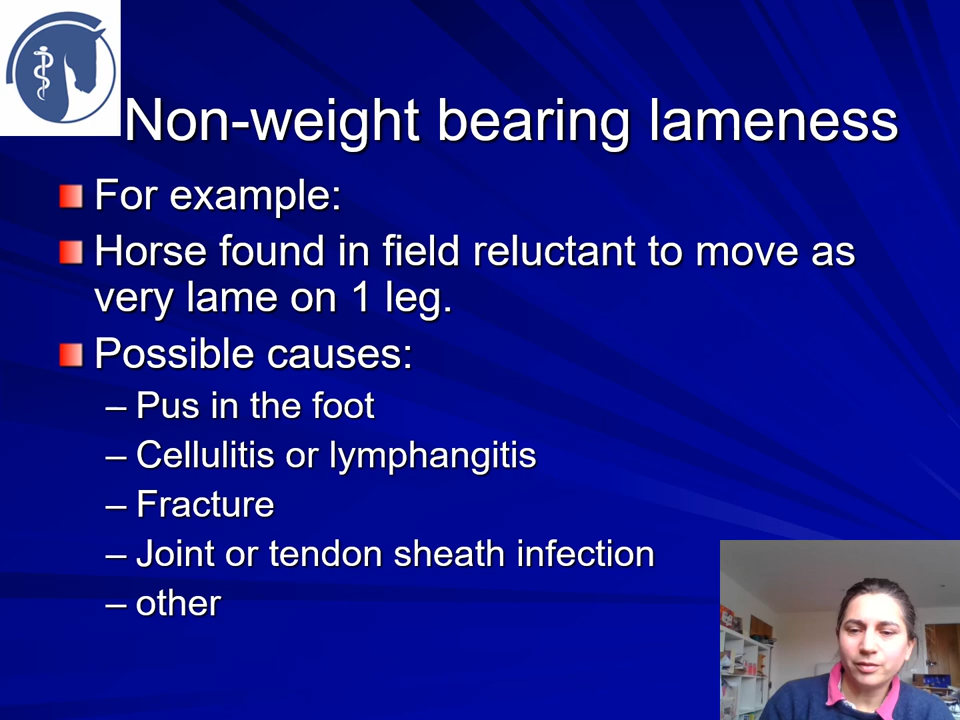 Non-weight bearing lameness
For example:
Horse found in field reluctant to move as
very lame on 1 leg.
Possible causes:
– Pus in the foot
– Cellulitis or lymphangitis
– Fracture
– Joint or tendon sheath infection
– other